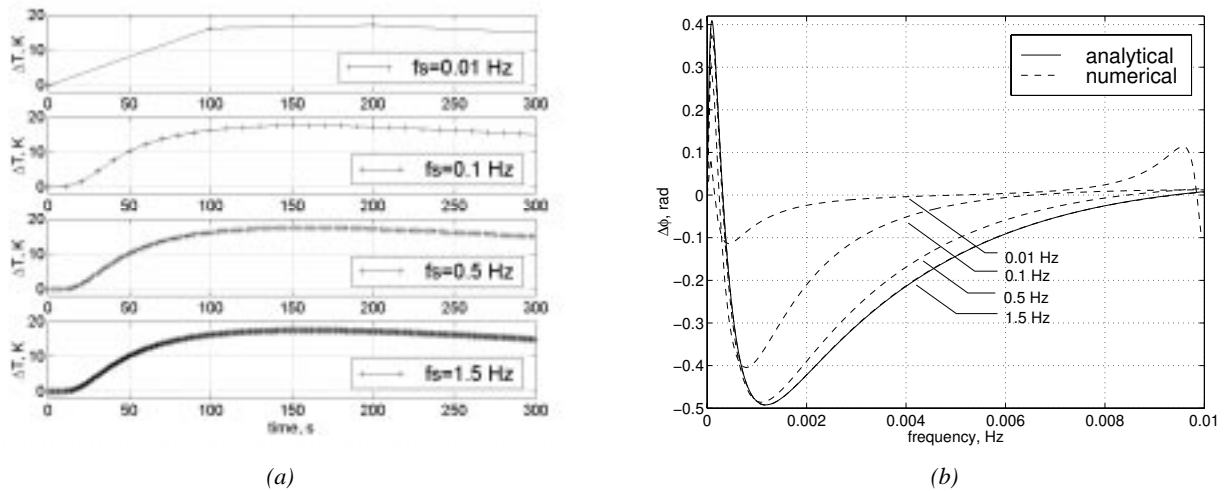 20
10
0
ΔT, K
fs=0.01 Hz
0 50 100 150 200 250 300
20
10
0
ΔT, K
fs=0.1 Hz
0 50 100 150 200 250 300
20
10
0
ΔT, K
fs=0.5 Hz
0 50 100 150 200 250 300
20
10
0
ΔT, K
fs=1.5 Hz
0 50 100 150 200 250 300
time, s
(a)
0.4
0.3
0.2
0.1
0
-0.1
-0.2
-0.3
-0.4
-0.5
Δϕ, rad
analytical
numerical
0.01 Hz
0.1 Hz
0.5 Hz
1.5 Hz
0 0.002 0.004 0.006 0.008 0.01
frequency, Hz
(b)